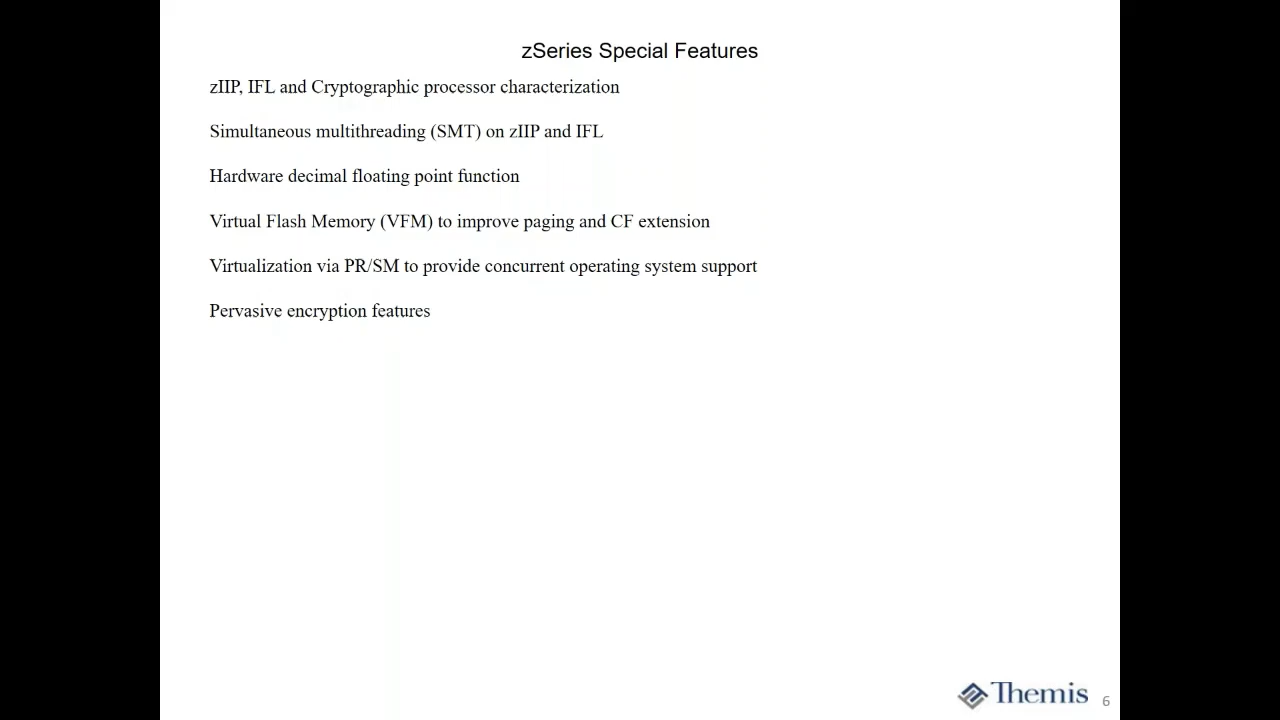 zSeries Special Features
zIIP, IFL and Cryptographic processor characterization
Simultaneous multithreading (SMT) on zIIP and IFL
Hardware decimal floating point function
Virtual Flash Memory (VFM) to improve paging and CF extension
Virtualization via PR/SM to provide concurrent operating system support
Pervasive encryption features
Themis
6